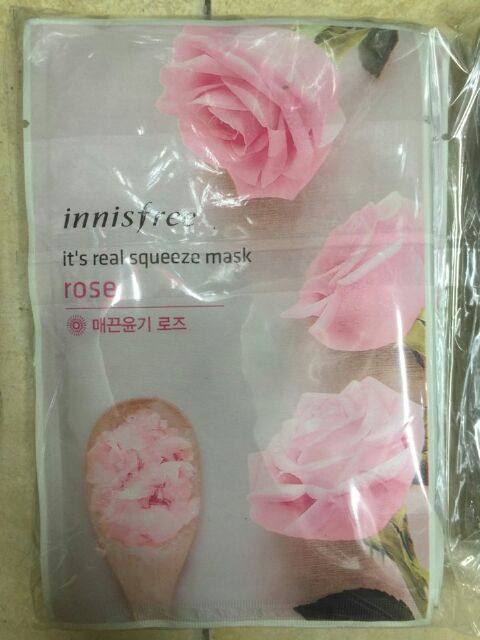 innisfree
it's real squeeze mask
rose
매끈윤기 로즈